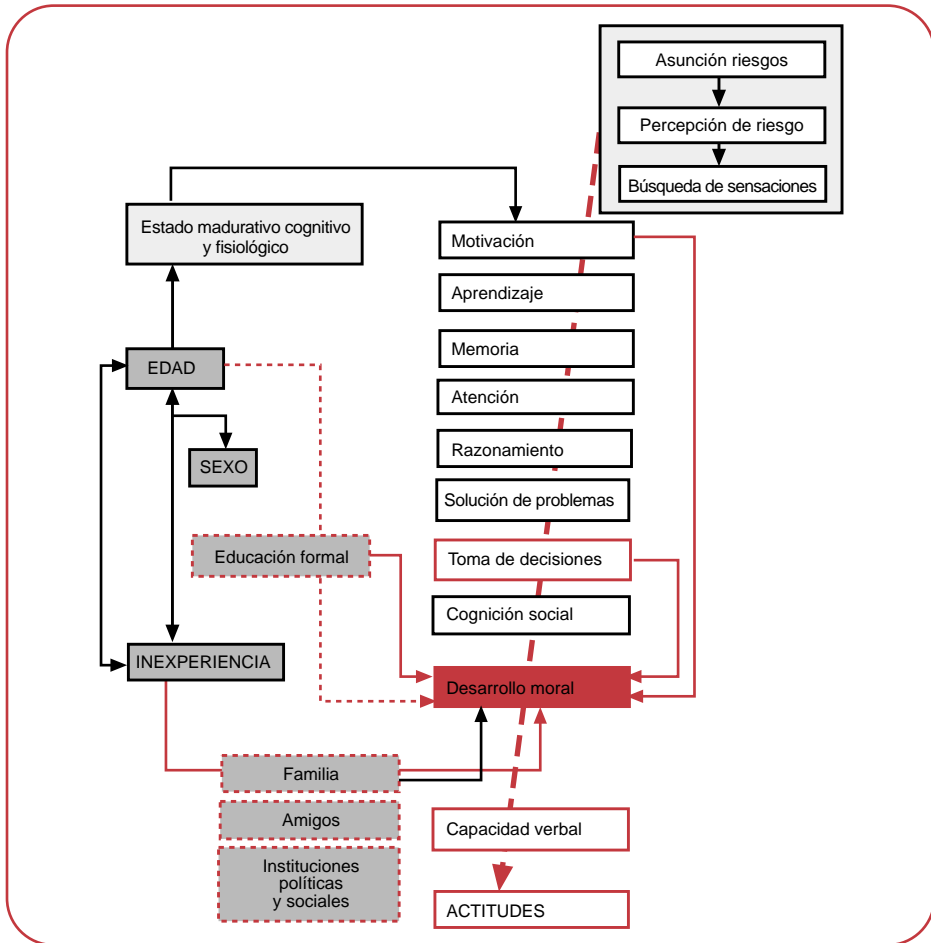 Asunción riesgos
Percepción de riesgo
Búsqueda de sensaciones
Estado madurativo cognitivo
y fisiológico
Motivación
Aprendizaje
Memoria
EDAD
Atención
Razonamiento
SEXO
Solución de problemas
Educación formal
Toma de decisiones
Cognición social
INEXPERIENCIA
Desarrollo moral
Familia
Amigos
Capacidad verbal
Instituciones
políticas
y sociales
ACTITUDES